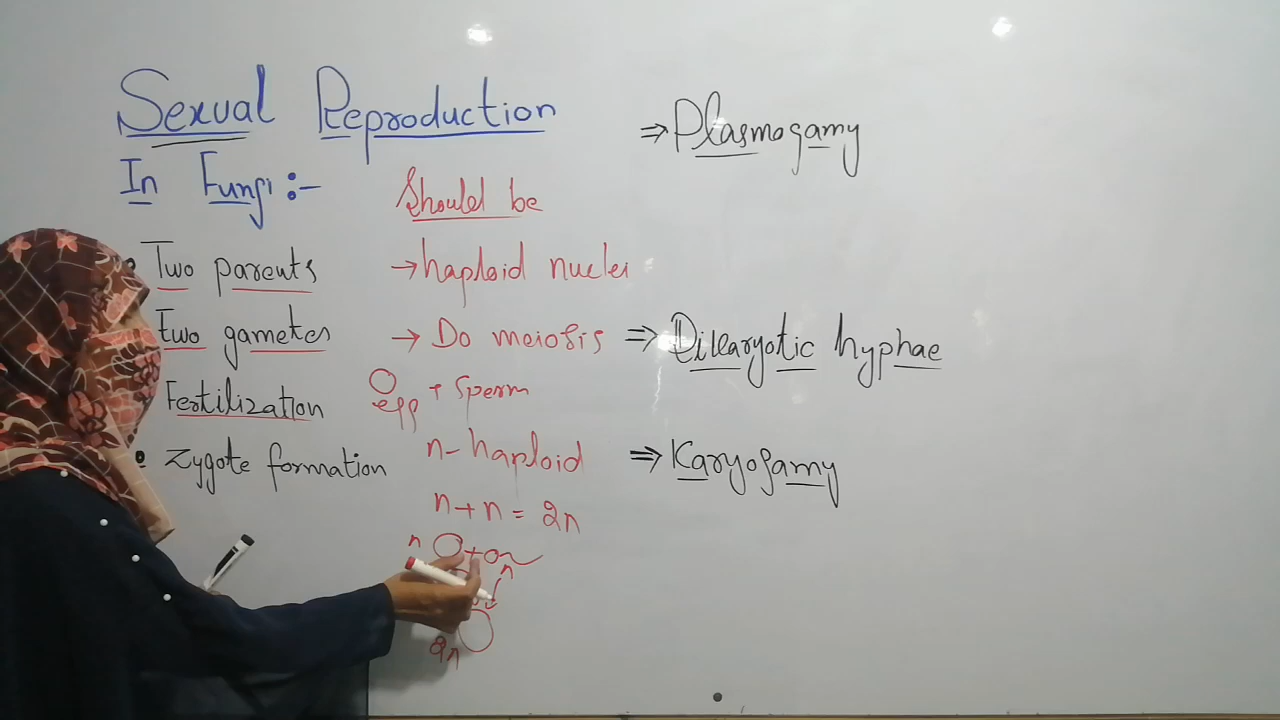 Sexual Reproduction
In Fungi :-
Should be
• Two parents
→ haploid nuclei
Two gametes
→ Do meiosis
Fertilization
egg + Sperm
• Zygote formation
n - haploid
n + n = 2n
n + n
2n
⇒ Plasmogamy
⇒ Dikaryotic hyphae
⇒ Karyogamy